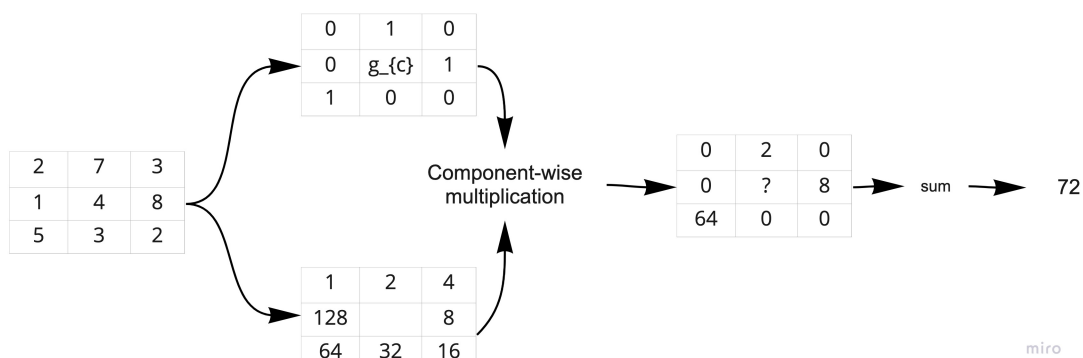 0 1 0
0 g_{c} 1
1 0 0
2 7 3
1 4 8
5 3 2
Component-wise
multiplication
1 2 4
128 8
64 32 16
0 2 0
0 ? 8
64 0 0
sum
72
miro